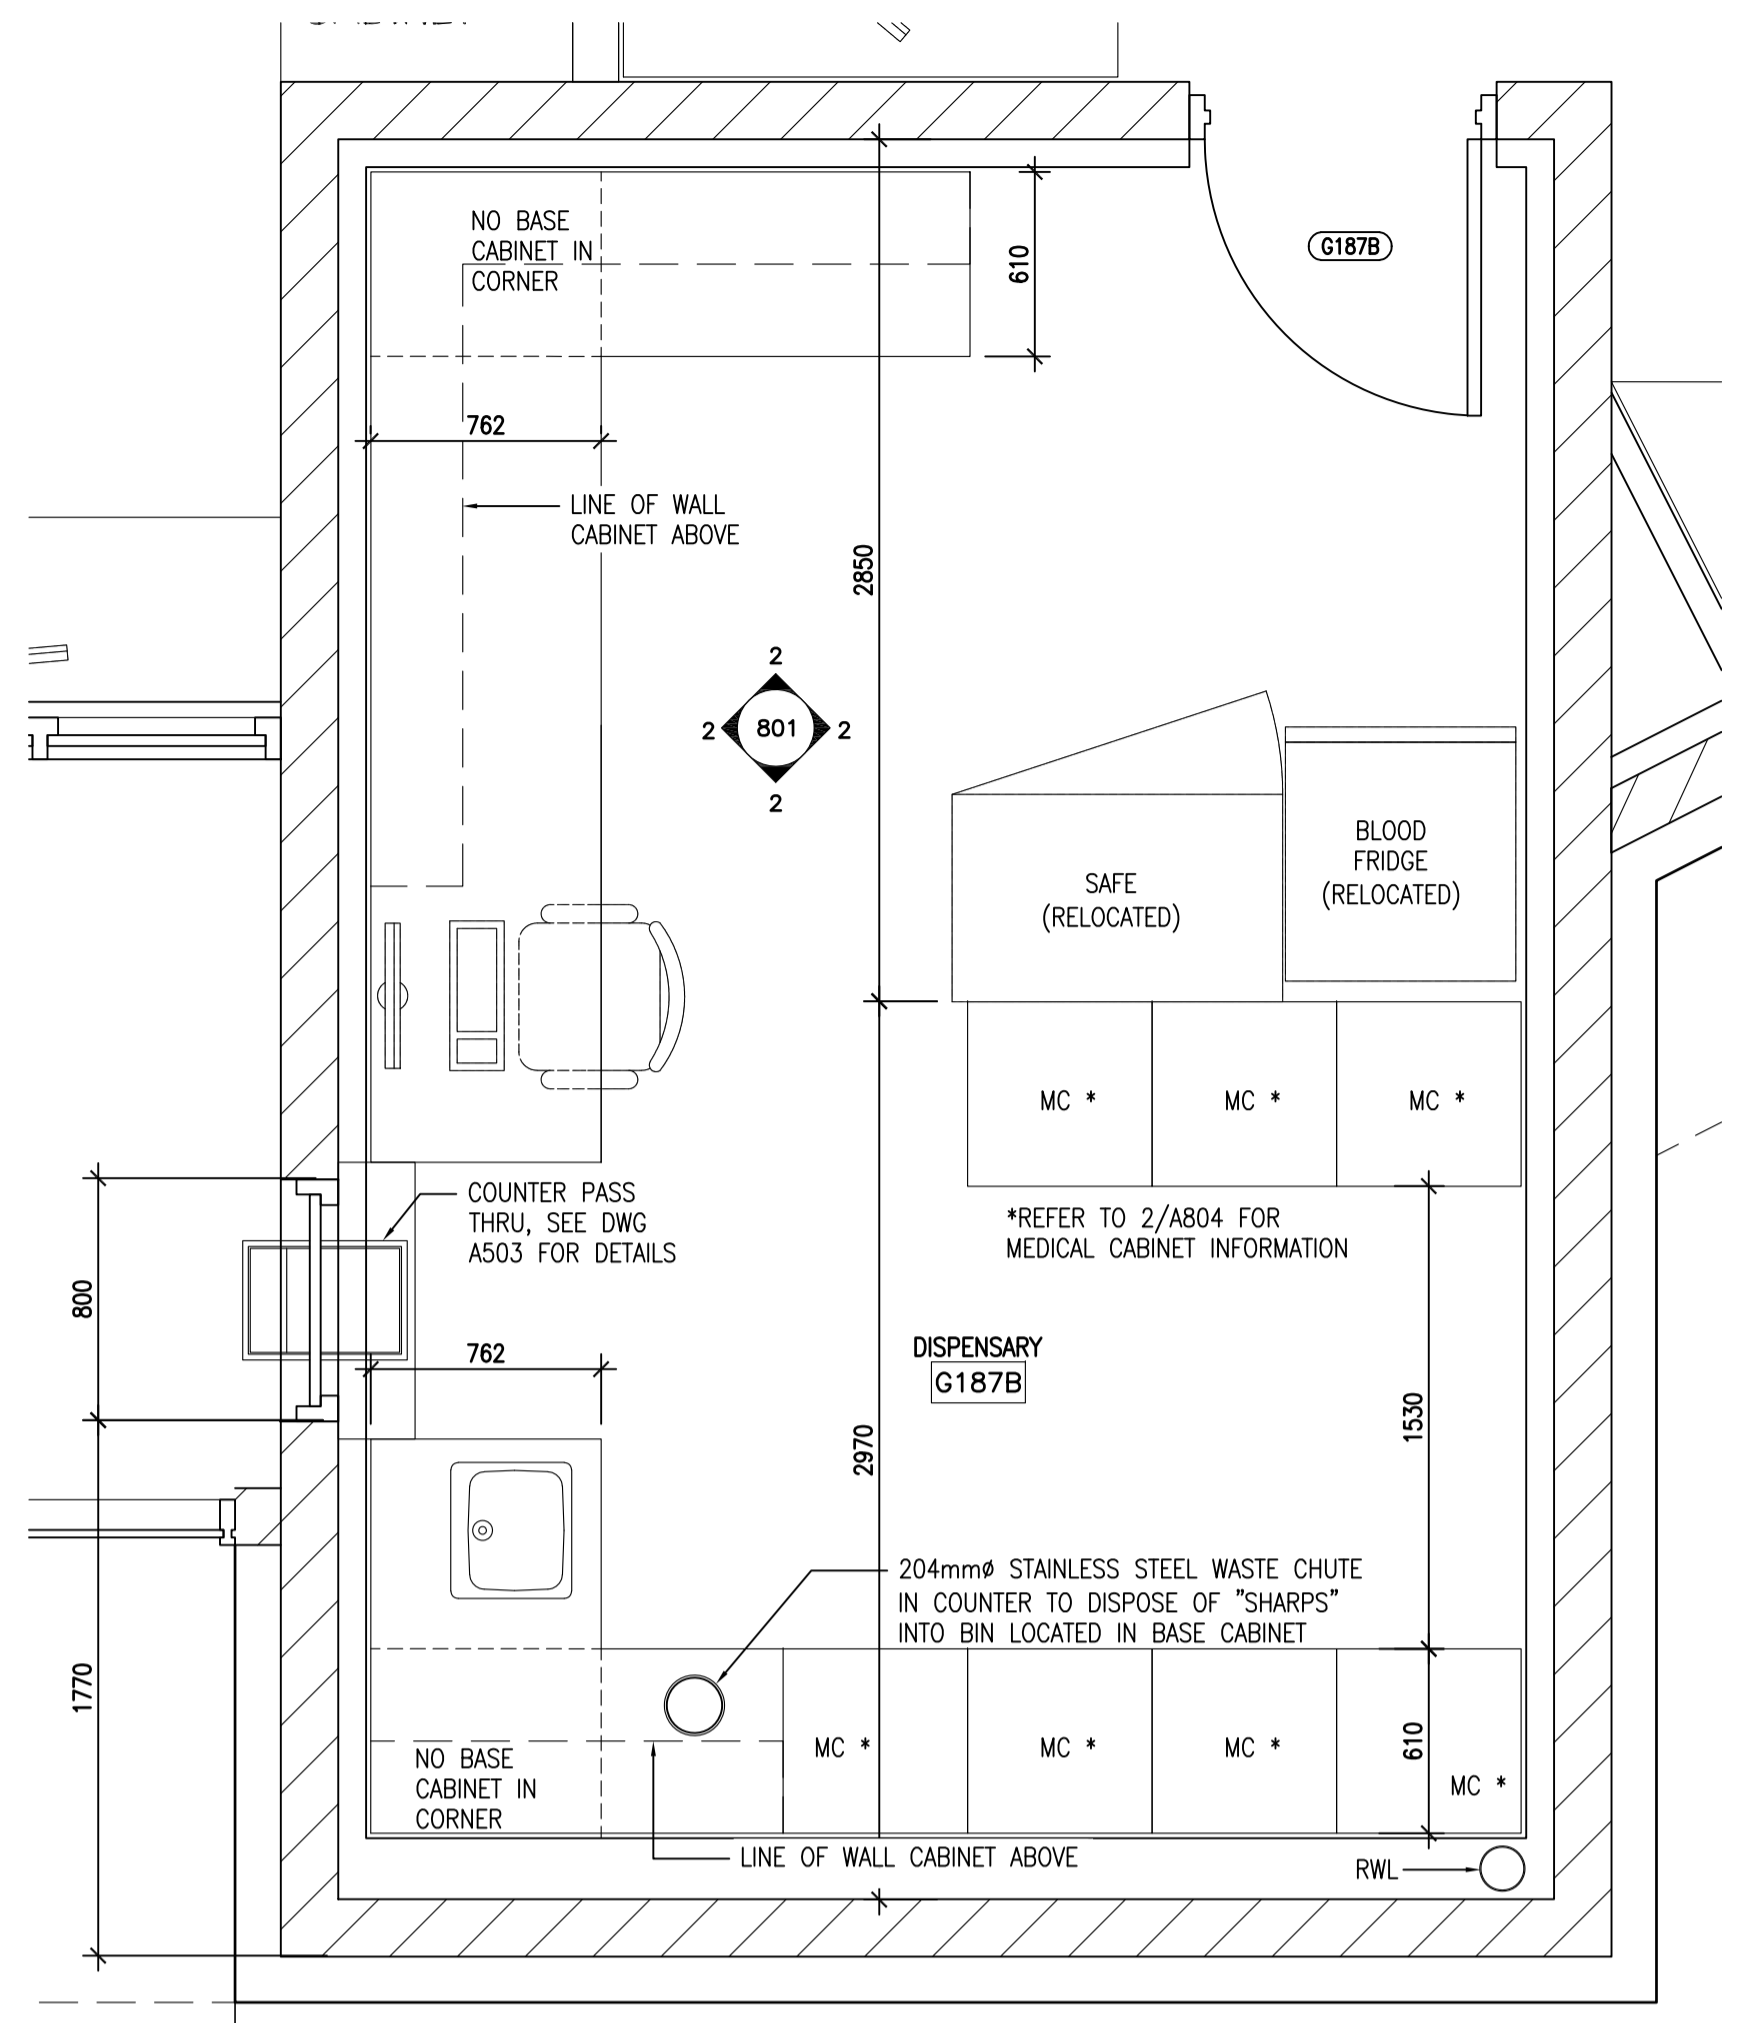 NO BASE
CABINET IN
CORNER
610
G187B
762
LINE OF WALL
CABINET ABOVE
2850
2
2
801
2
2
BLOOD
FRIDGE
(RELOCATED)
SAFE
(RELOCATED)
MC *
MC *
MC *
COUNTER PASS
THRU, SEE DWG
A503 FOR DETAILS
*REFER TO 2/A804 FOR
MEDICAL CABINET INFORMATION
800
762
DISPENSARY
G187B
1530
2970
204mmø STAINLESS STEEL WASTE CHUTE
IN COUNTER TO DISPOSE OF "SHARPS"
INTO BIN LOCATED IN BASE CABINET
1770
610
MC *
MC *
MC *
MC *
NO BASE
CABINET IN
CORNER
LINE OF WALL CABINET ABOVE
RWL